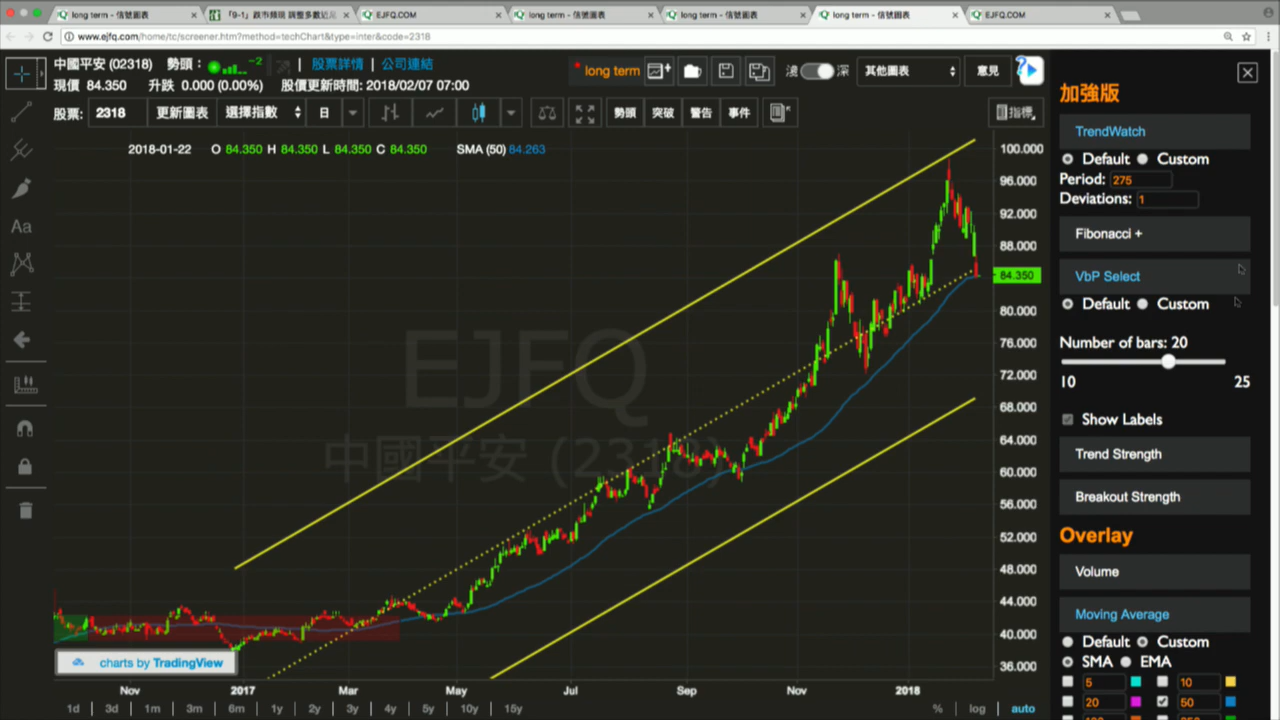 long term - 信號圖表
「9-1」跌市頻現 調整多數近尾
EJFQ.COM
long term - 信號圖表
long term - 信號圖表
long term - 信號圖表
EJFQ.COM
www.ejfq.com/home/tc/screener.htm?method=techChart&type=inter&code=2318
中國平安 (02318) 勢頭： -2 股票詳情 公司連結
* long term
浪 深
其他圖表
意見
現價 84.350 升跌 0.000 (0.00%) 股價更新時間: 2018/02/07 07:00
股票: 2318 更新圖表 選擇指數 日 勢頭 突破 警告 事件 指標
2018-01-22 O 84.350 H 84.350 L 84.350 C 84.350 SMA (50) 84.263
EJFQ
中國平安 (2318)
100.000
96.000
92.000
88.000
84.350
80.000
76.000
72.000
68.000
64.000
60.000
56.000
52.000
48.000
44.000
40.000
36.000
charts by TradingView
Nov 2017 Mar May Jul Sep Nov 2018
1d 3d 1m 3m 6m 1y 2y 3y 4y 5y 10y 15y % log auto
加強版
TrendWatch
Default Custom
Period: 275
Deviations: 1
Fibonacci +
VbP Select
Default Custom
Number of bars: 20
10 25
Show Labels
Trend Strength
Breakout Strength
Overlay
Volume
Moving Average
Default Custom
SMA EMA
5 10
20 50